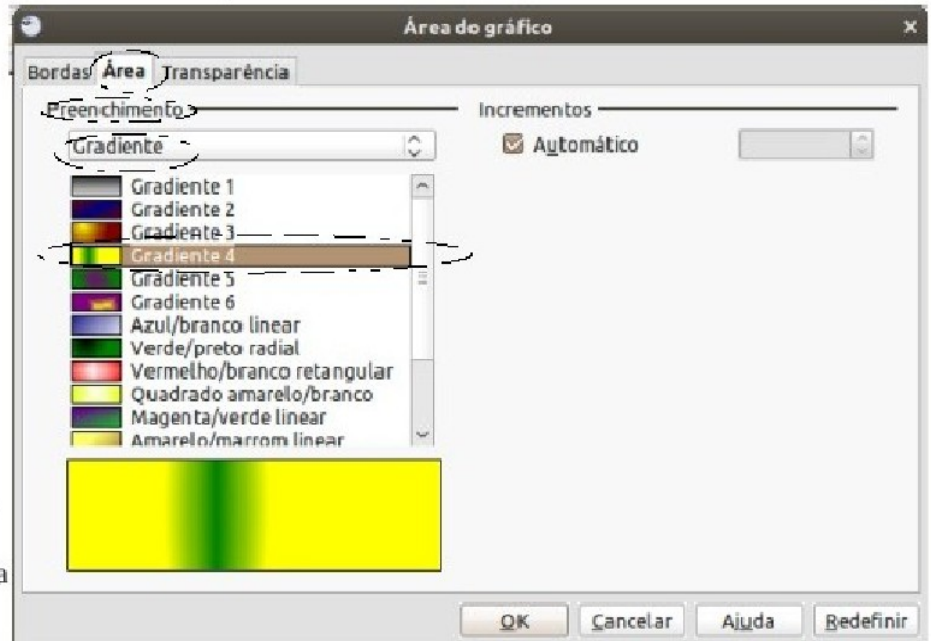 Área do gráfico
Bordas Área Transparência
Preenchimento
Incrementos
Gradiente
Automático
Gradiente 1
Gradiente 2
Gradiente 3
Gradiente 4
Gradiente 5
Gradiente 6
Azul/branco linear
Verde/preto radial
Vermelho/branco retangular
Quadrado amarelo/branco
Magenta/verde linear
Amarelo/marrom linear
a
OK Cancelar Ajuda Redefinir